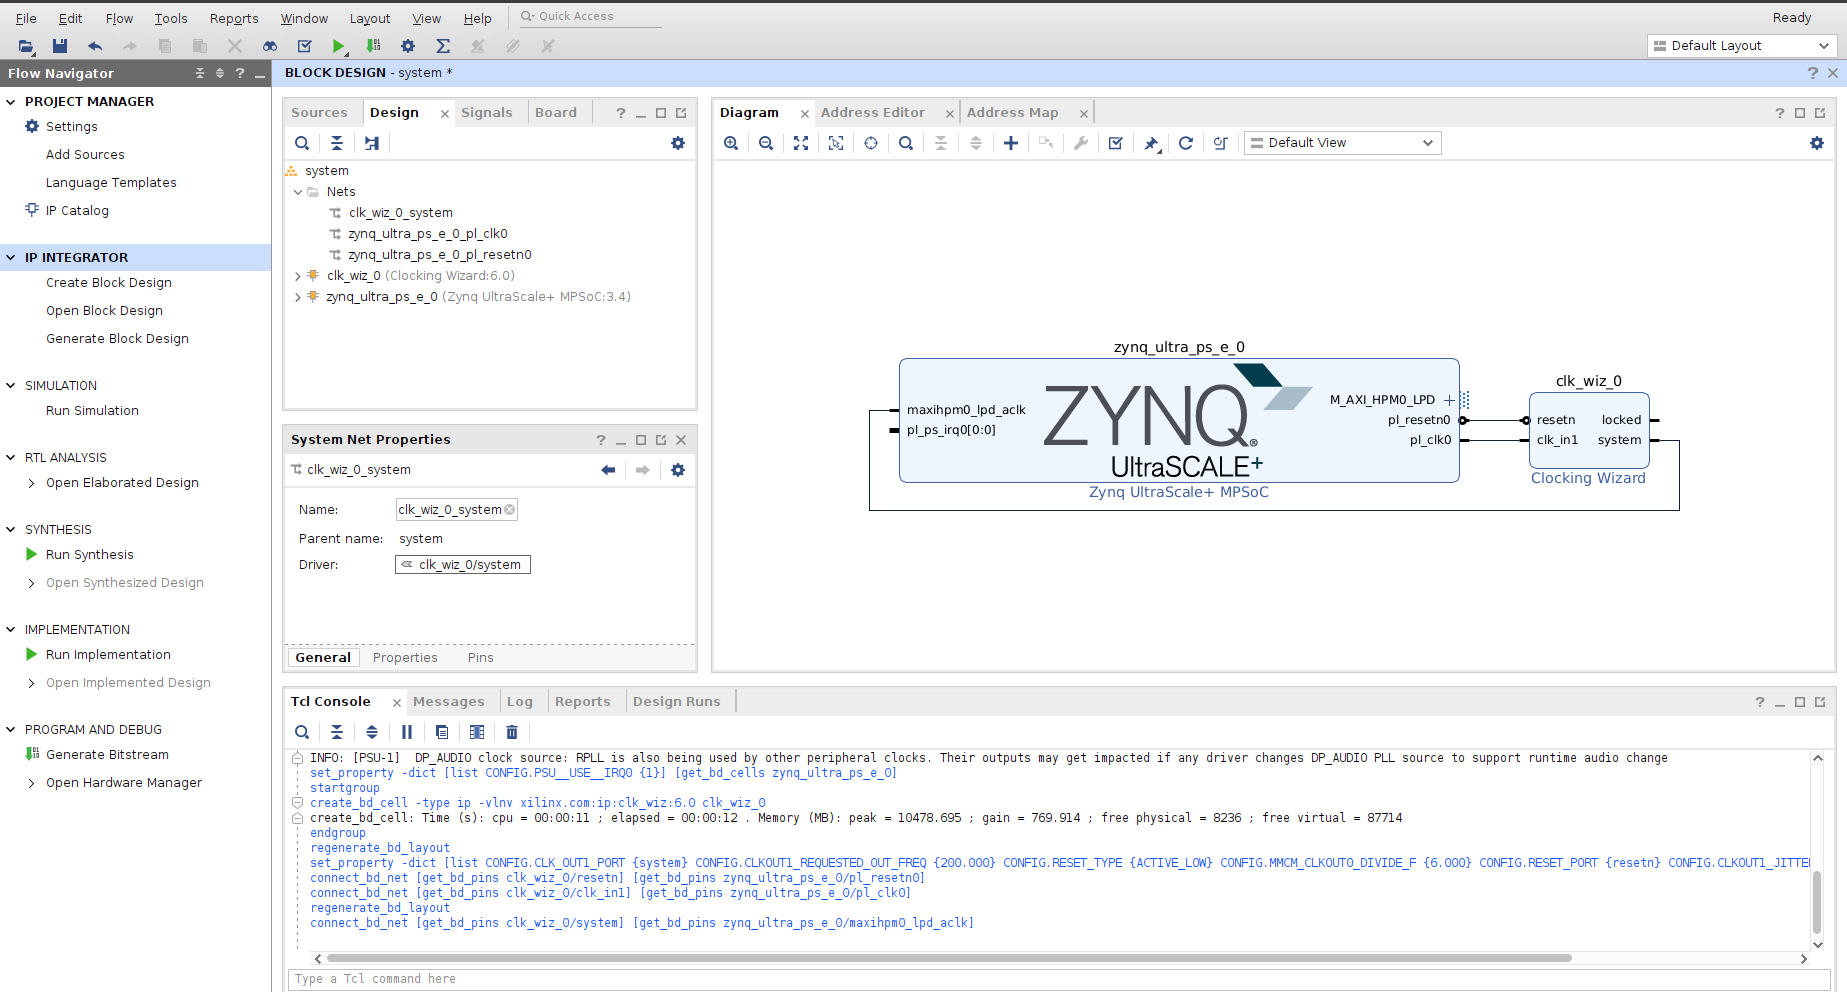 File Edit Flow Tools Reports Window Layout View Help Quick Access Ready
Default Layout
Flow Navigator
PROJECT MANAGER
Settings
Add Sources
Language Templates
IP Catalog
IP INTEGRATOR
Create Block Design
Open Block Design
Generate Block Design
SIMULATION
Run Simulation
RTL ANALYSIS
Open Elaborated Design
SYNTHESIS
Run Synthesis
Open Synthesized Design
IMPLEMENTATION
Run Implementation
Open Implemented Design
PROGRAM AND DEBUG
Generate Bitstream
Open Hardware Manager
BLOCK DESIGN - system *
Sources Design Signals Board
system
Nets
clk_wiz_0_system
zynq_ultra_ps_e_0_pl_clk0
zynq_ultra_ps_e_0_pl_resetn0
clk_wiz_0 (Clocking Wizard:6.0)
zynq_ultra_ps_e_0 (Zynq UltraScale+ MPSoC:3.4)
System Net Properties
clk_wiz_0_system
Name: clk_wiz_0_system
Parent name: system
Driver: clk_wiz_0/system
General Properties Pins
Diagram Address Editor Address Map
Default View
zynq_ultra_ps_e_0
maxihpm0_lpd_aclk
pl_ps_irq0[0:0]
ZYNQ®
UltraSCALE+
M_AXI_HPM0_LPD
pl_resetn0
pl_clk0
Zynq UltraScale+ MPSoC
clk_wiz_0
resetn locked
clk_in1 system
Clocking Wizard
Tcl Console Messages Log Reports Design Runs
INFO: [PSU-1]  DP_AUDIO clock source: RPLL is also being used by other peripheral clocks. Their outputs may get impacted if any driver changes DP_AUDIO PLL source to support runtime audio change
set_property -dict [list CONFIG.PSU__USE__IRQ0 {1}] [get_bd_cells zynq_ultra_ps_e_0]
startgroup
create_bd_cell -type ip -vlnv xilinx.com:ip:clk_wiz:6.0 clk_wiz_0
create_bd_cell: Time (s): cpu = 00:00:11 ; elapsed = 00:00:12 . Memory (MB): peak = 10478.695 ; gain = 769.914 ; free physical = 8236 ; free virtual = 87714
endgroup
regenerate_bd_layout
set_property -dict [list CONFIG.CLK_OUT1_PORT {system} CONFIG.CLKOUT1_REQUESTED_OUT_FREQ {200.000} CONFIG.RESET_TYPE {ACTIVE_LOW} CONFIG.MMCM_CLKOUT0_DIVIDE_F {6.000} CONFIG.RESET_PORT {resetn} CONFIG.CLKOUT1_JITTE
connect_bd_net [get_bd_pins clk_wiz_0/resetn] [get_bd_pins zynq_ultra_ps_e_0/pl_resetn0]
connect_bd_net [get_bd_pins clk_wiz_0/clk_in1] [get_bd_pins zynq_ultra_ps_e_0/pl_clk0]
regenerate_bd_layout
connect_bd_net [get_bd_pins clk_wiz_0/system] [get_bd_pins zynq_ultra_ps_e_0/maxihpm0_lpd_aclk]
Type a Tcl command here